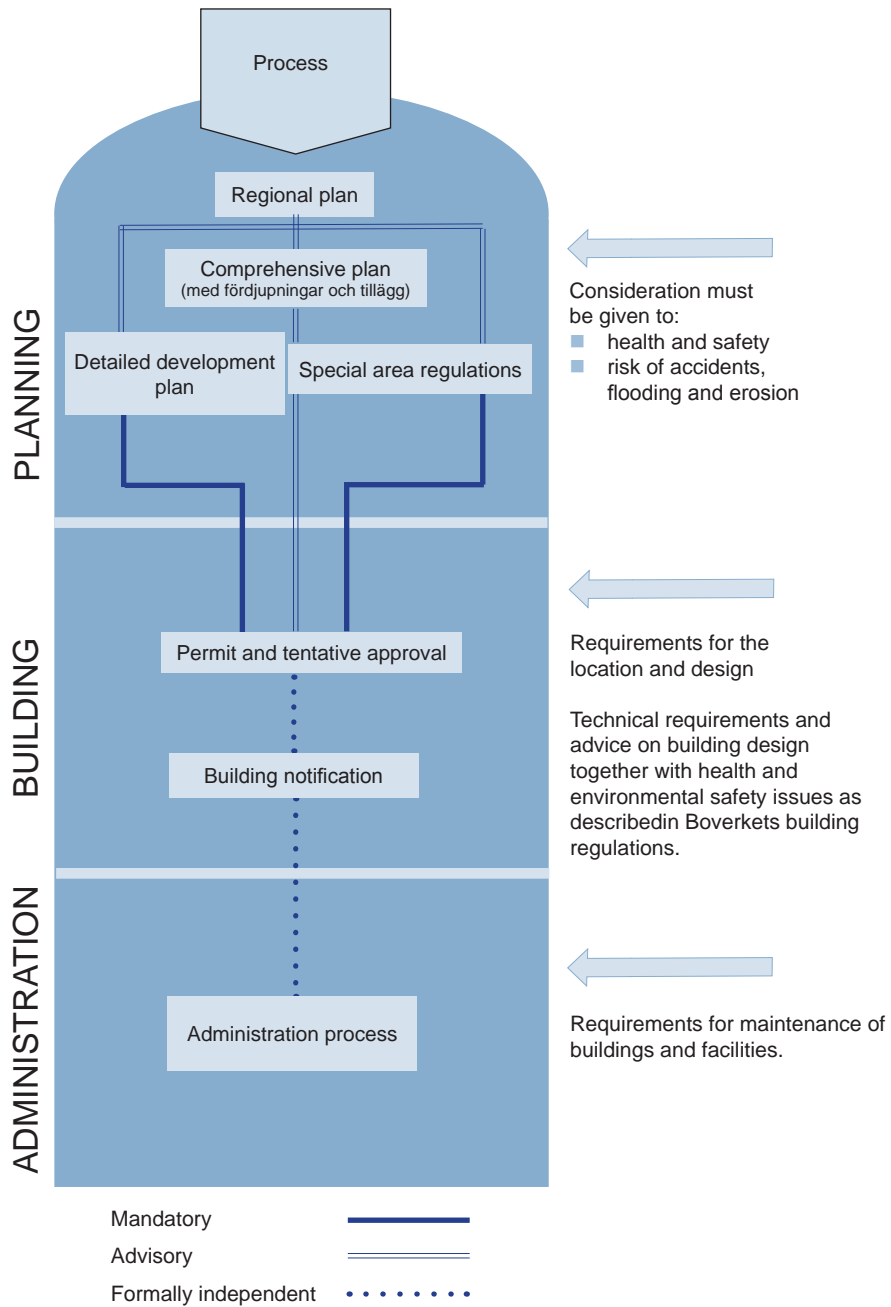 Process
Regional plan
Comprehensive plan
(med fördjupningar och tillägg)
Detailed development
plan
Special area regulations
PLANNING
Consideration must
be given to:
health and safety
risk of accidents,
flooding and erosion
Permit and tentative approval
Building notification
BUILDING
Requirements for the
location and design
Technical requirements and
advice on building design
together with health and
environmental safety issues as
describedin Boverkets building
regulations.
Administration process
ADMINISTRATION
Requirements for maintenance of
buildings and facilities.
Mandatory
Advisory
Formally independent